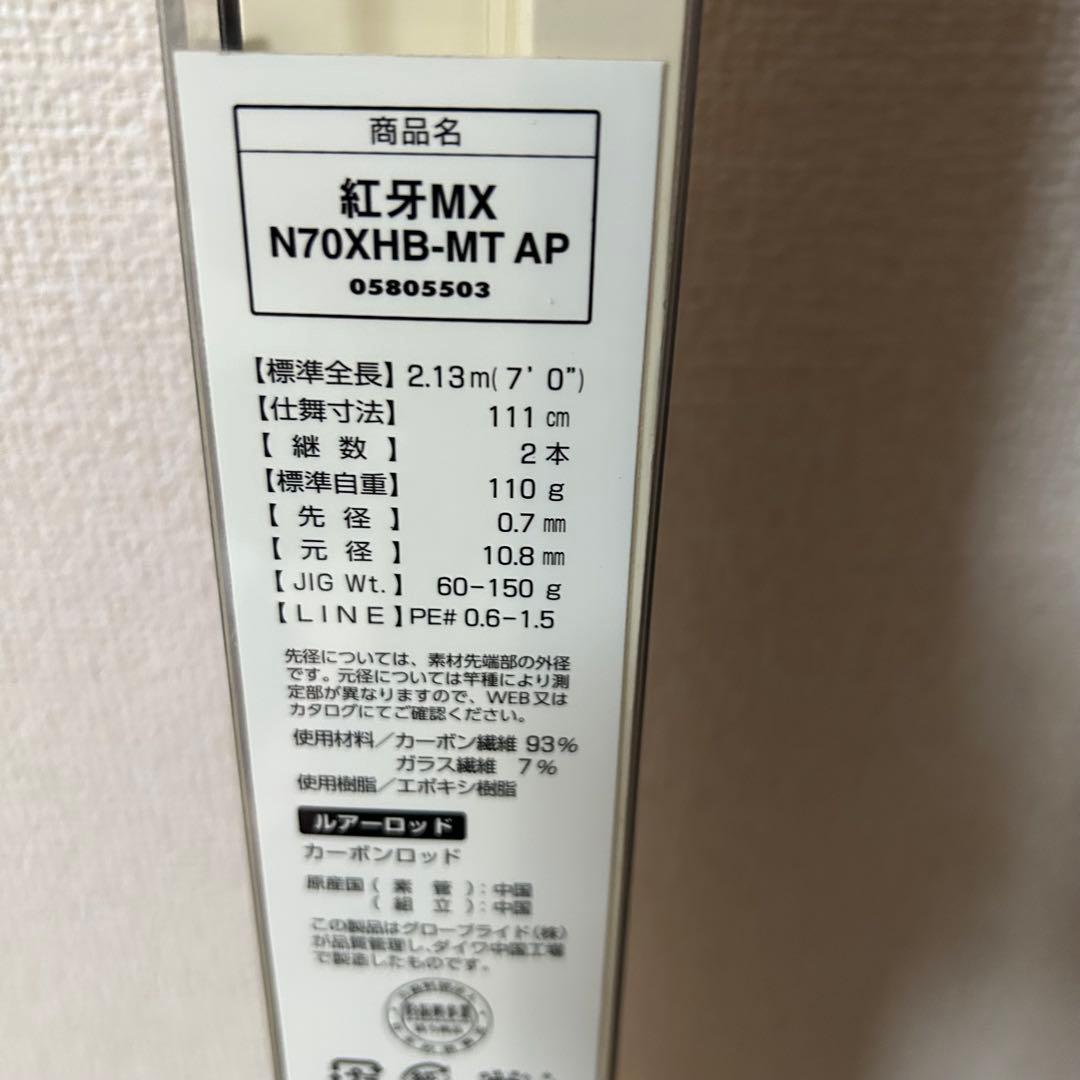 商品名
紅牙MX
N70XHB-MT AP
05805503
【標準全長】2.13m(7'0")
【仕舞寸法】 111㎝
【継数】 2本
【標準自重】 110g
【先径】 0.7㎜
【元径】 10.8㎜
【JIG Wt.】 60-150g
【LINE】PE# 0.6-1.5
先径については、素材先端部の外径
です。元径については竿種により測
定部が異なりますので、WEB又は
カタログにてご確認ください。
使用材料/カーボン繊維 93%
ガラス繊維 7%
使用樹脂/エポキシ樹脂
ルアーロッド
カーボンロッド
原産国(素管):中国
(組立):中国
この製品はグローブライド(株)
が品質管理し、ダイワ中国工場
で製造したものです。